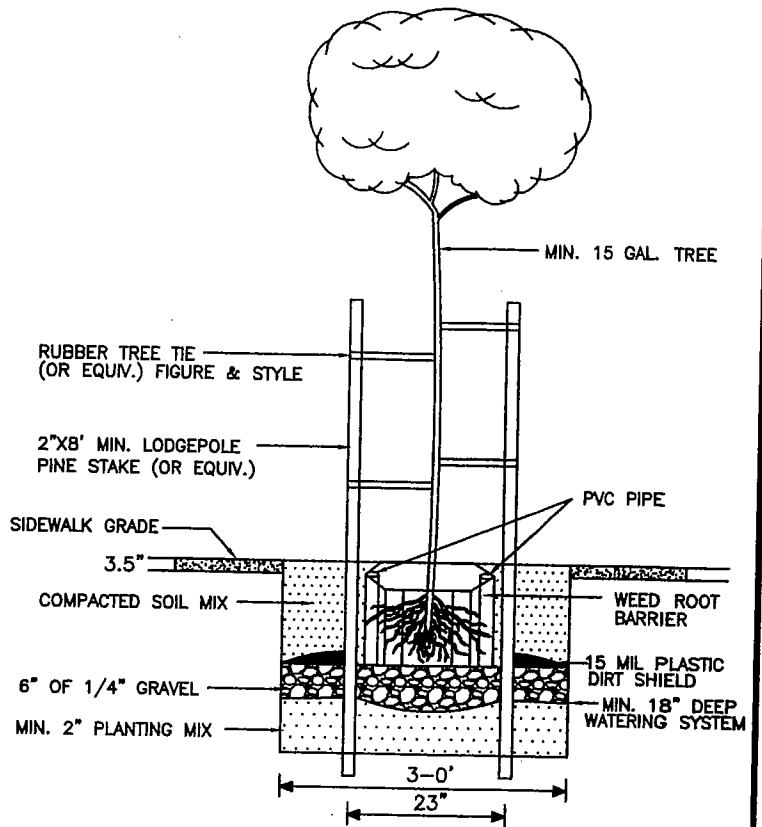 MIN. 15 GAL. TREE
RUBBER TREE TIE
(OR EQUIV.) FIGURE & STYLE
2"X8' MIN. LODGEPOLE
PINE STAKE (OR EQUIV.)
PVC PIPE
SIDEWALK GRADE
3.5"
COMPACTED SOIL MIX
WEED ROOT
BARRIER
15 MIL PLASTIC
DIRT SHIELD
6" OF 1/4" GRAVEL
MIN. 18" DEEP
WATERING SYSTEM
MIN. 2" PLANTING MIX
3-0'
23"